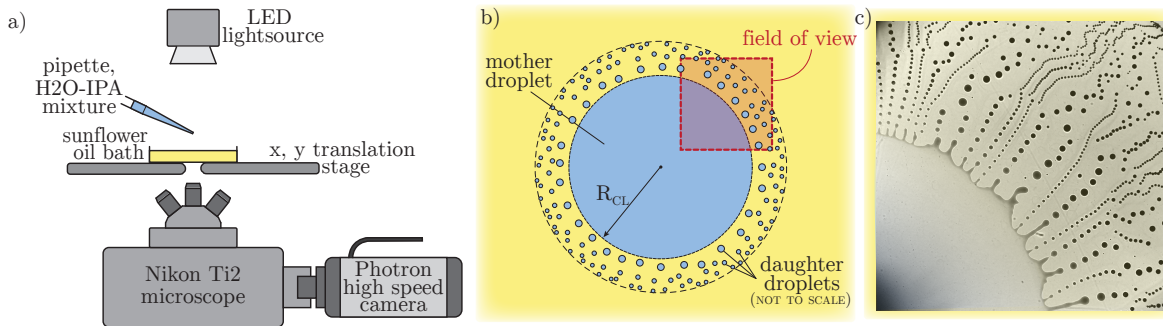 a)
LED
lightsource
pipette,
H2O-IPA
mixture
sunflower
oil bath
x, y translation
stage
Nikon Ti2
microscope
Photron
high speed
camera
b)
field of view
mother
droplet
R_CL
daughter
droplets
(NOT TO SCALE)
c)